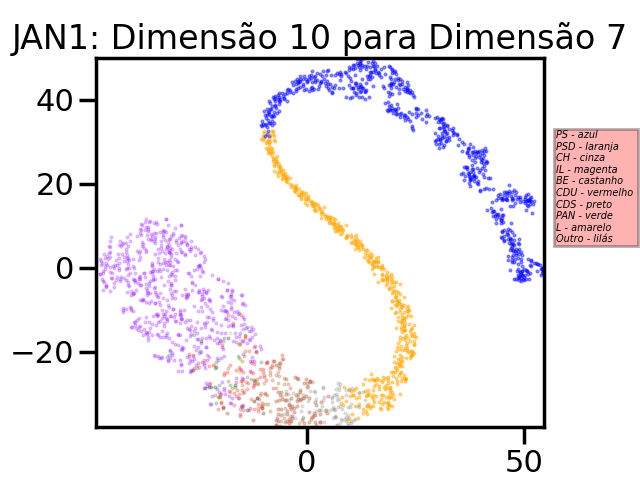 JAN1: Dimensão 10 para Dimensão 7
40
20
0
−20
0
50
PS - azul
PSD - laranja
CH - cinza
IL - magenta
BE - castanho
CDU - vermelho
CDS - preto
PAN - verde
L - amarelo
Outro - lilás